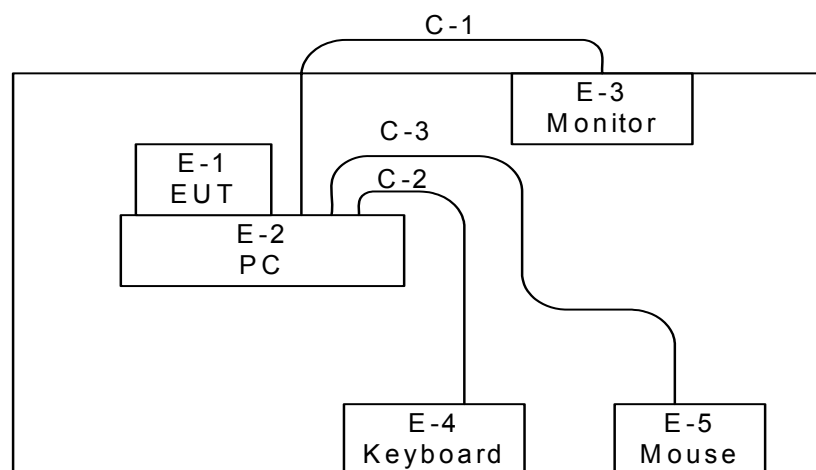 C-1
E-3
Monitor
C-3
E-1
EUT
C-2
E-2
PC
E-4
Keyboard
E-5
Mouse